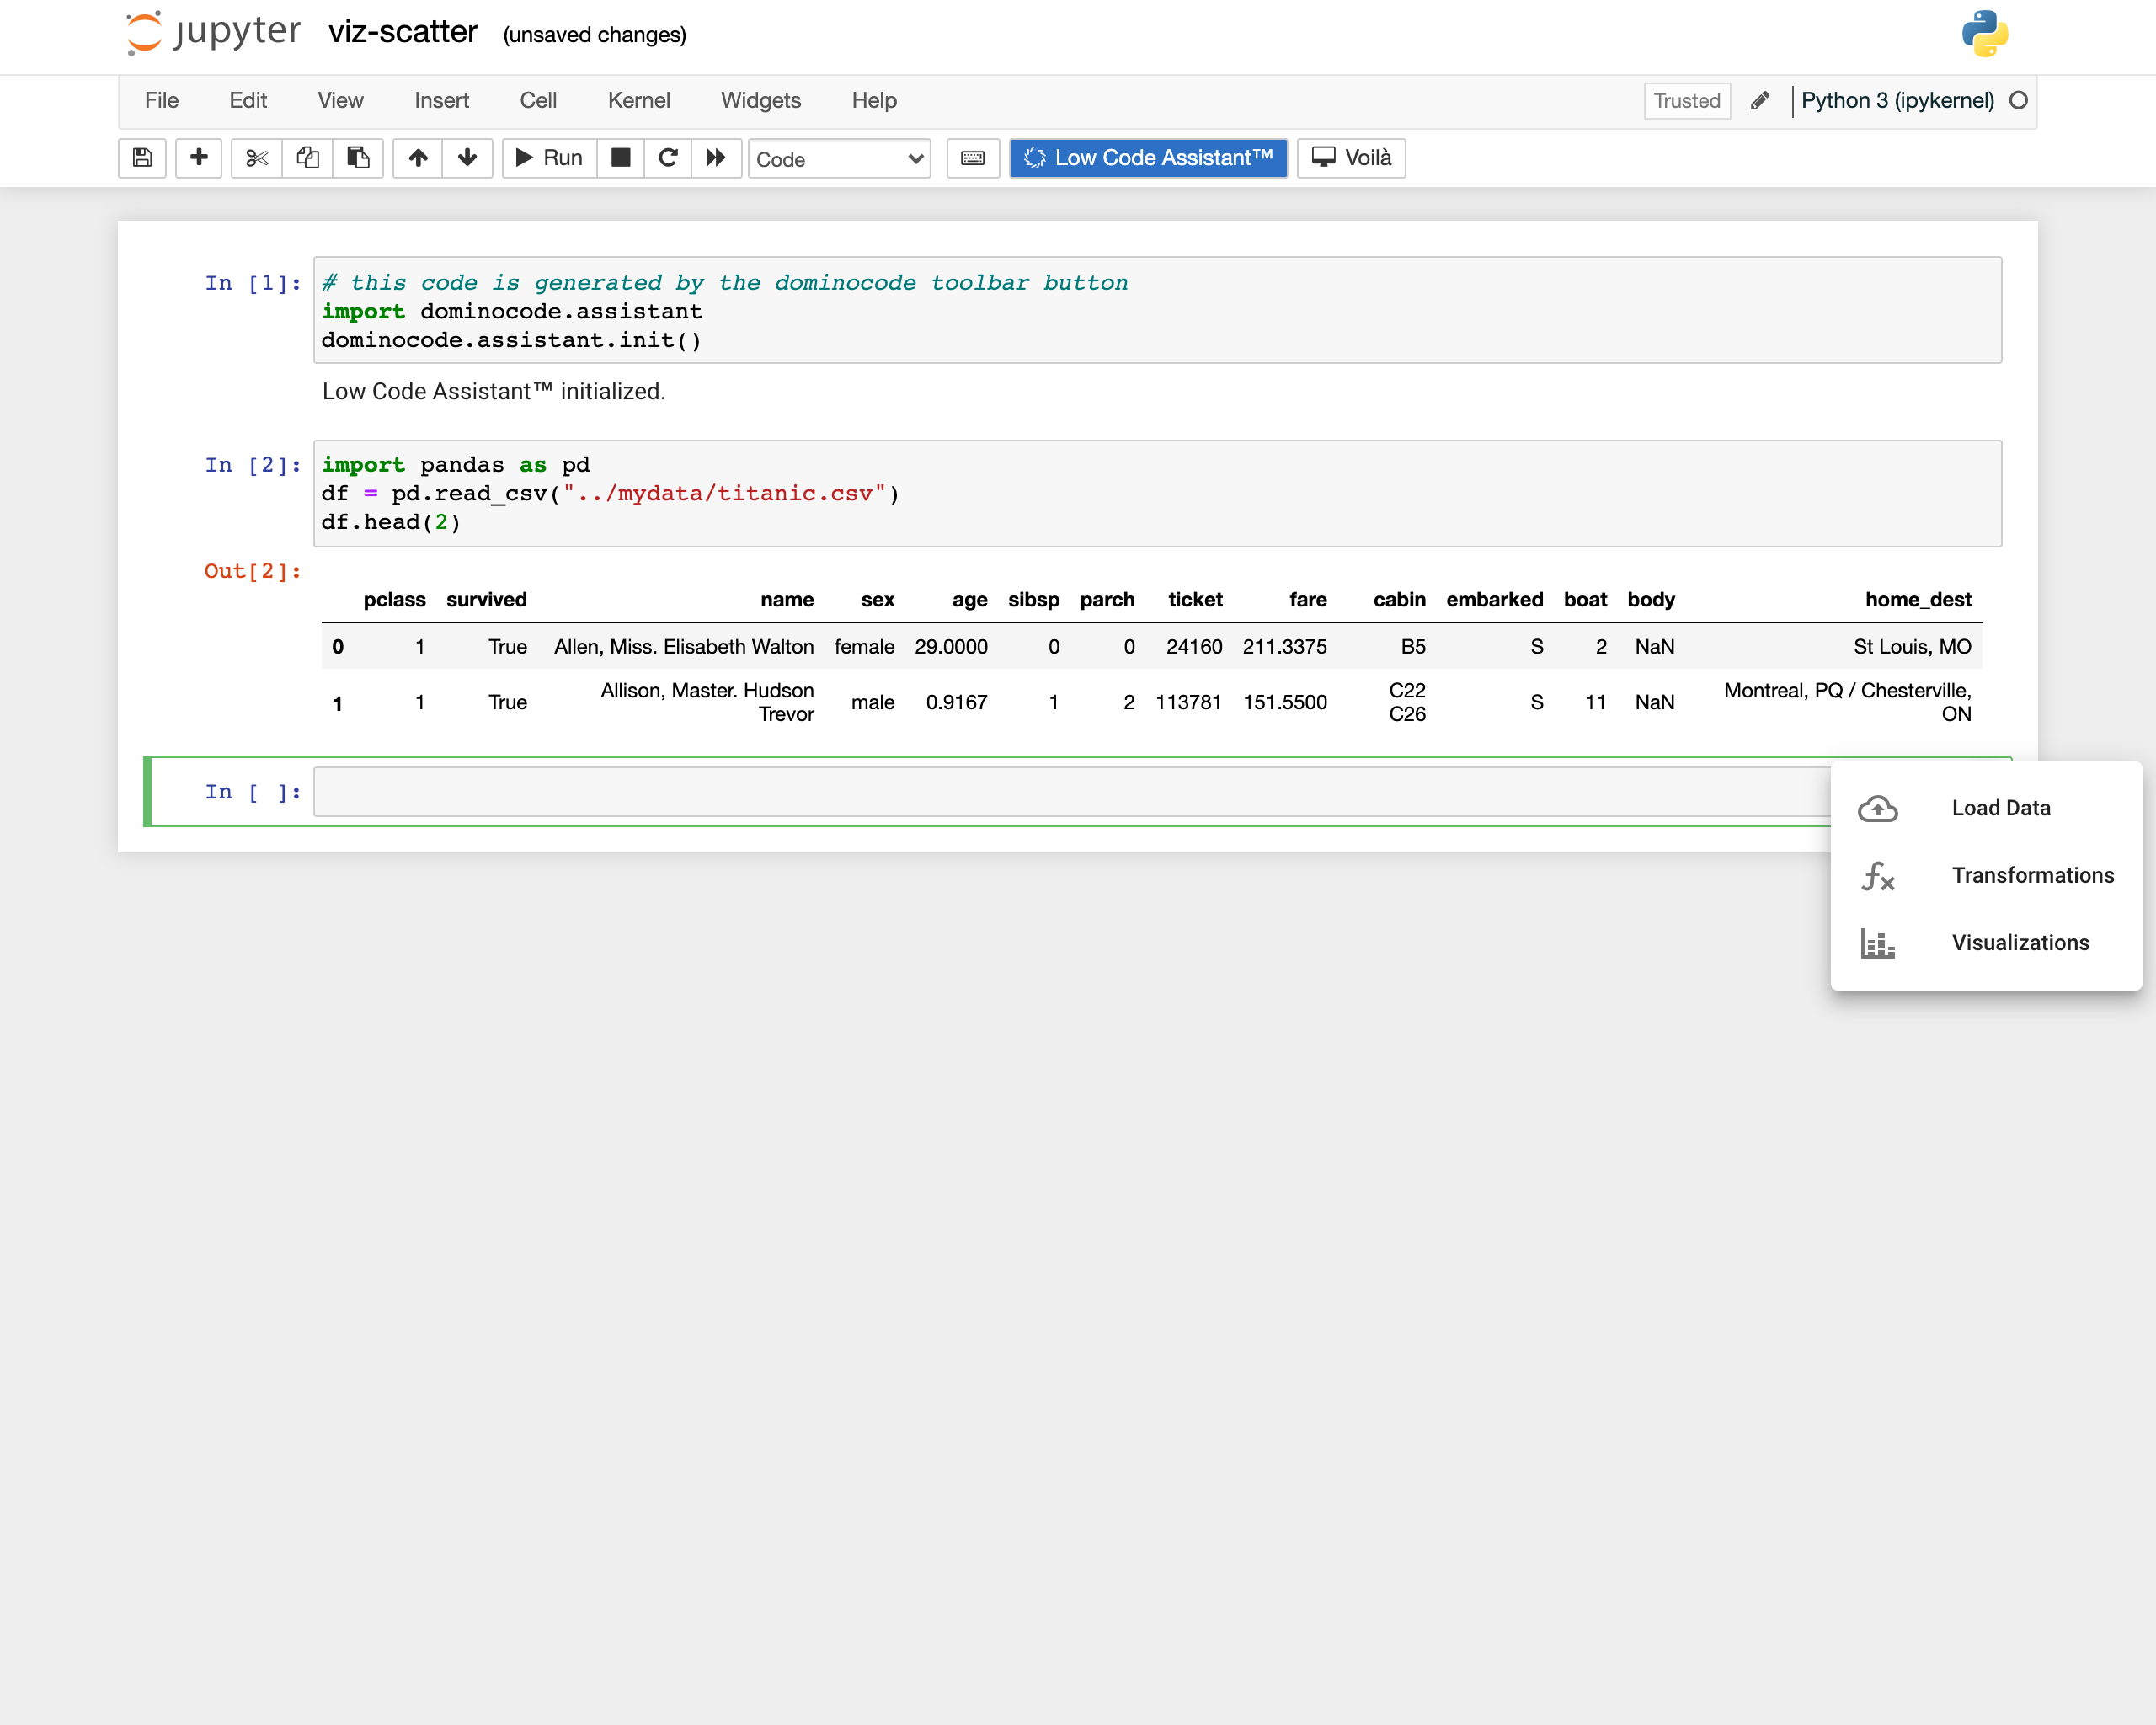 jupyter viz-scatter (unsaved changes)
File Edit View Insert Cell Kernel Widgets Help Trusted Python 3 (ipykernel)
Run Code Low Code Assistant™ Voilà
In [1]: # this code is generated by the dominocode toolbar button
import dominocode.assistant
dominocode.assistant.init()
Low Code Assistant™ initialized.
In [2]: import pandas as pd
df = pd.read_csv("../mydata/titanic.csv")
df.head(2)
Out[2]:
pclass survived name sex age sibsp parch ticket fare cabin embarked boat body home_dest
0 1 True Allen, Miss. Elisabeth Walton female 29.0000 0 0 24160 211.3375 B5 S 2 NaN St Louis, MO
1 1 True Allison, Master. Hudson Trevor male 0.9167 1 2 113781 151.5500 C22 C26 S 11 NaN Montreal, PQ / Chesterville, ON
In [ ]:
Load Data
Transformations
Visualizations